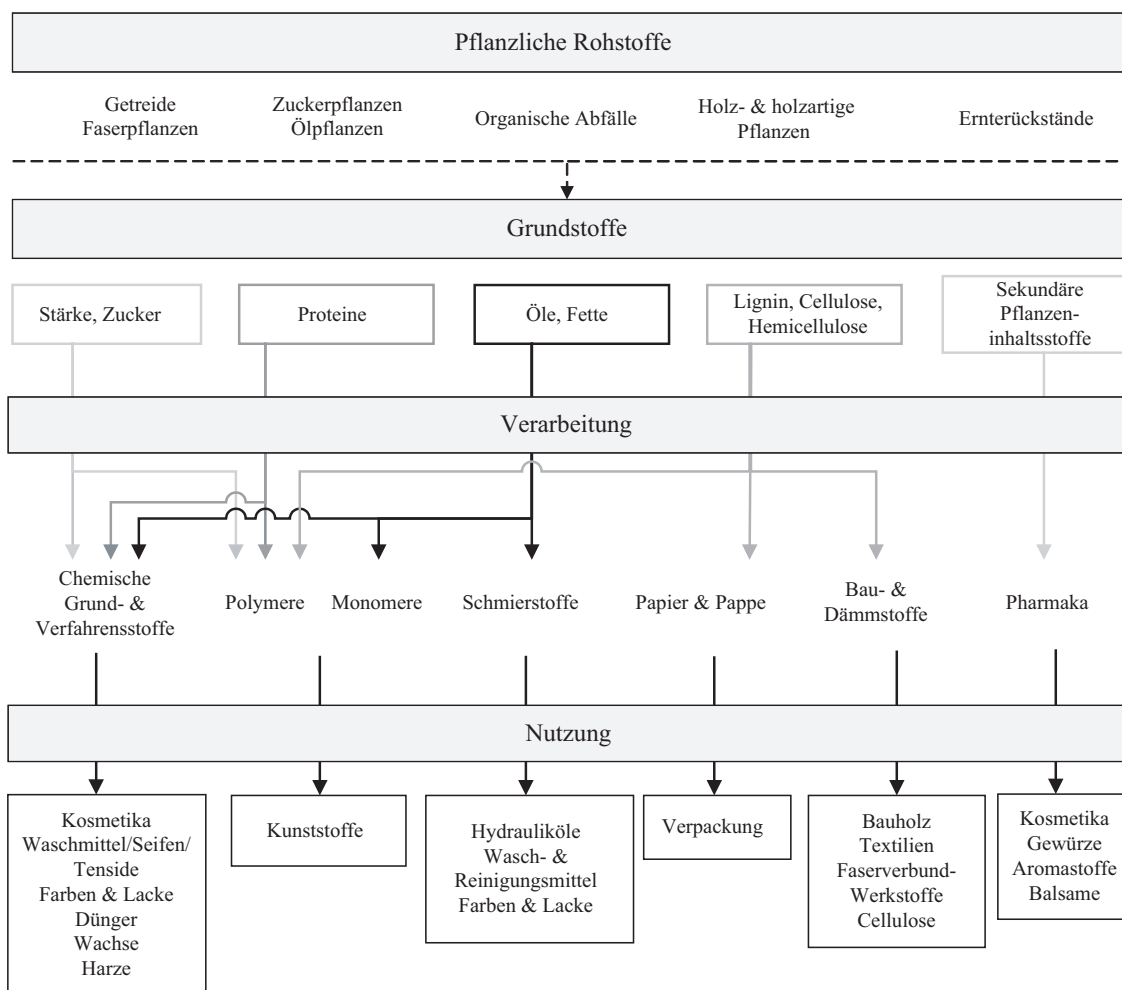 Pflanzliche Rohstoffe
Getreide
Faserpflanzen
Zuckerpflanzen
Ölpflanzen
Organische Abfälle
Holz- & holzartige
Pflanzen
Ernterückstände
Grundstoffe
Stärke, Zucker
Proteine
Öle, Fette
Lignin, Cellulose,
Hemicellulose
Sekundäre
Pflanzen-
inhaltsstoffe
Verarbeitung
Chemische
Grund- &
Verfahrensstoffe
Polymere
Monomere
Schmierstoffe
Papier & Pappe
Bau- &
Dämmstoffe
Pharmaka
Nutzung
Kosmetika
Waschmittel/Seifen/
Tenside
Farben & Lacke
Dünger
Wachse
Harze
Kunststoffe
Hydrauliköle
Wasch- &
Reinigungsmittel
Farben & Lacke
Verpackung
Bauholz
Textilien
Faserverbund-
Werkstoffe
Cellulose
Kosmetika
Gewürze
Aromastoffe
Balsame